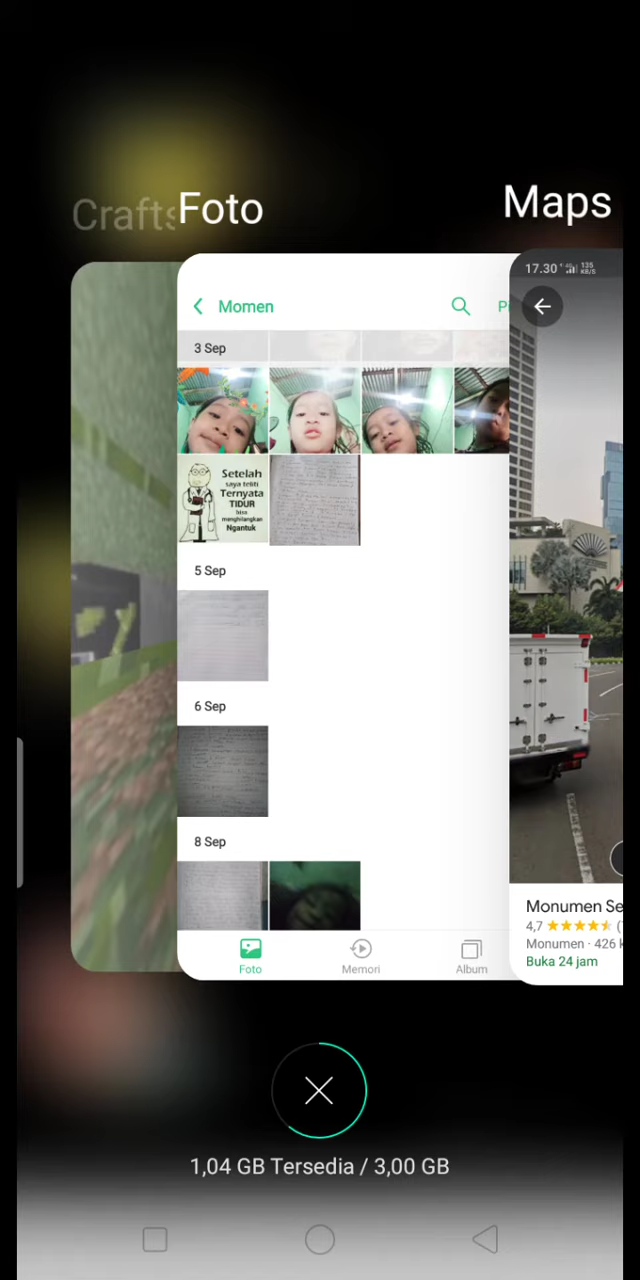 Crafts
Foto
Maps
Momen
3 Sep
Setelah
saya teliti
Ternyata
TIDUR
bisa
menghilangkan
Ngantuk
5 Sep
6 Sep
8 Sep
Foto
Memori
Album
17.30
135
KB/S
Monumen Se
4,7
Monumen · 426 k
Buka 24 jam
1,04 GB Tersedia / 3,00 GB